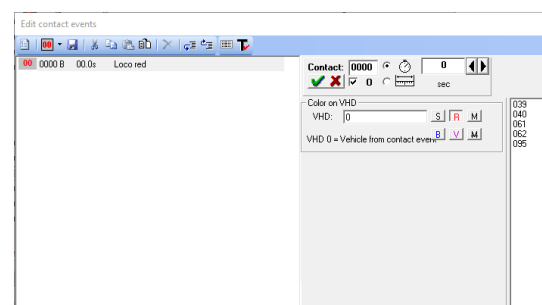 Edit contact events
00
00 0000 B 00.0s Loco red
Contact: 0000 0
0 sec
Color on VHD
VHD: 0 S R M
VHD 0 = Vehicle from contact event B V M
039
040
061
062
095